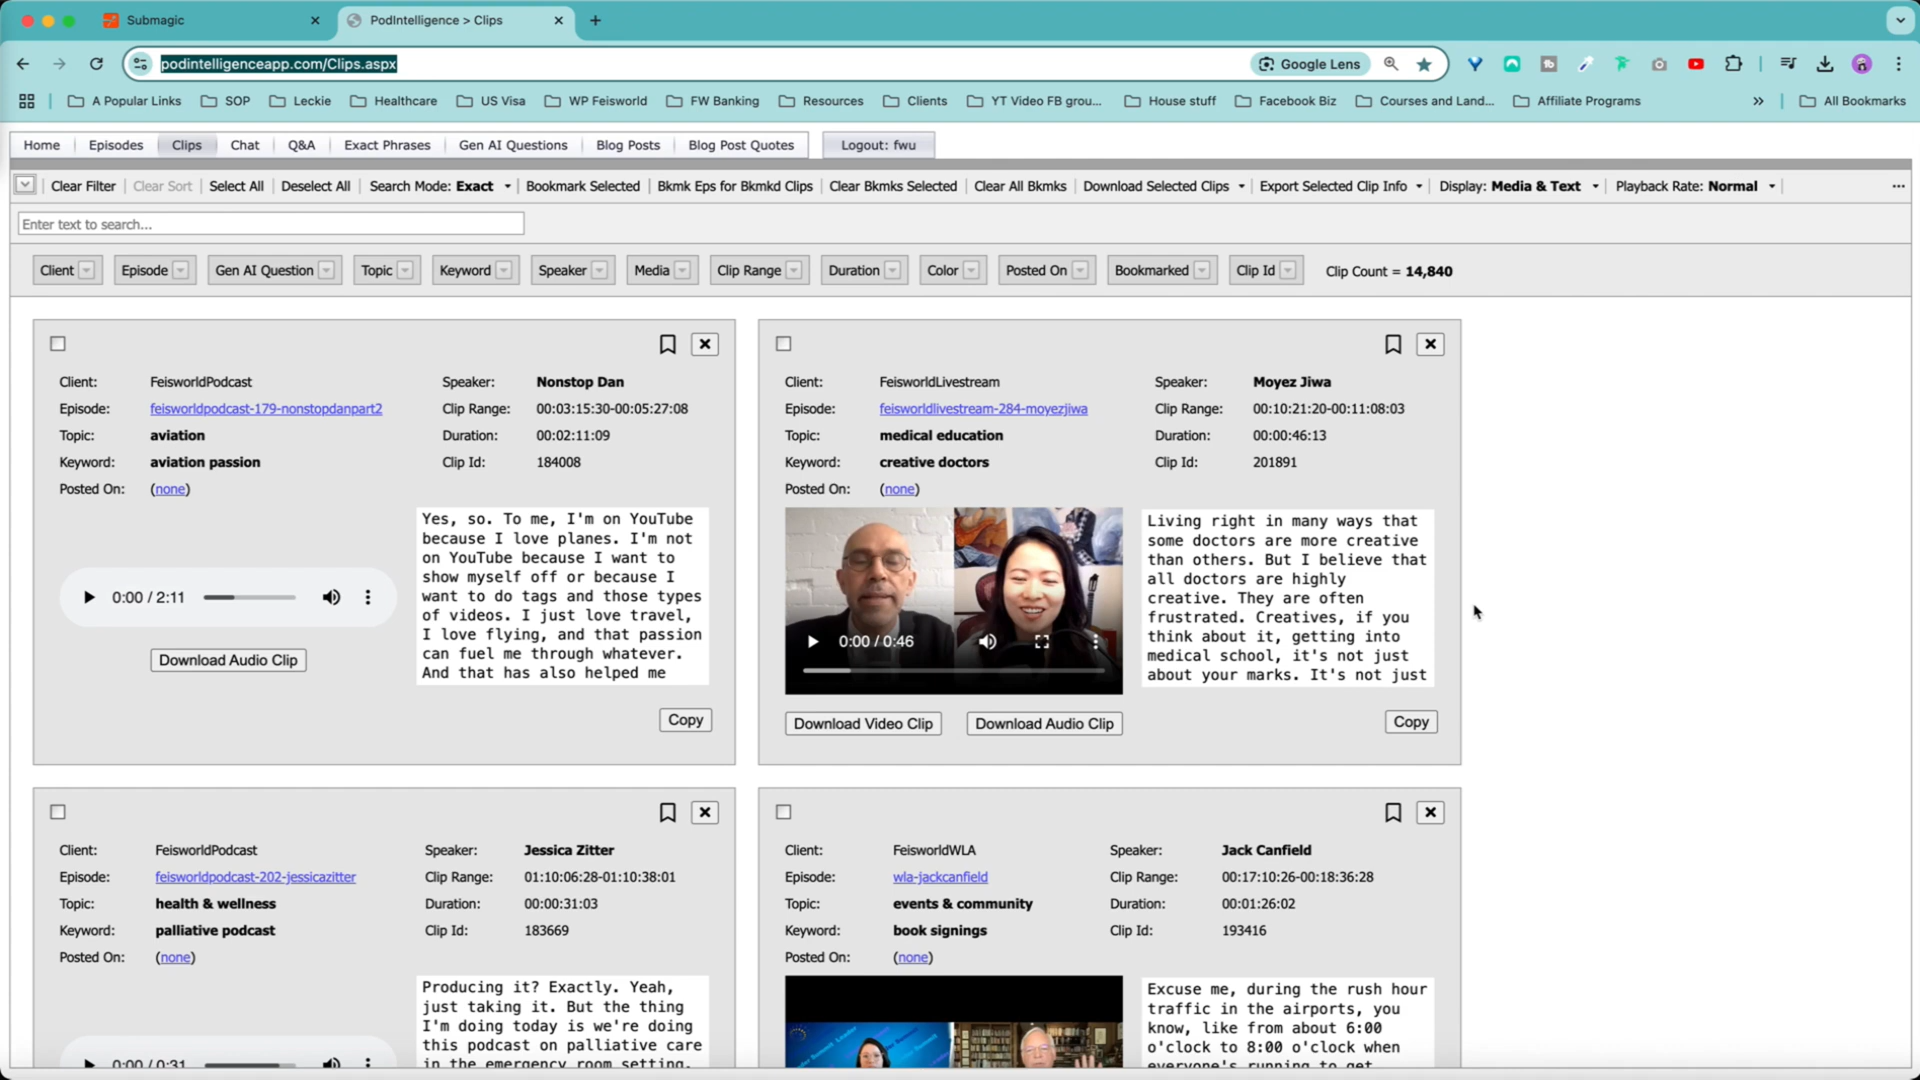 Submagic
PodIntelligence > Clips
podintelligenceapp.com/Clips.aspx
Google Lens
A Popular Links
SOP
Leckie
Healthcare
US Visa
WP Feisworld
FW Banking
Resources
Clients
YT Video FB grou...
House stuff
Facebook Biz
Courses and Land...
Affiliate Programs
All Bookmarks
Home
Episodes
Clips
Chat
Q&A
Exact Phrases
Gen AI Questions
Blog Posts
Blog Post Quotes
Logout: fwu
Clear Filter
Clear Sort
Select All
Deselect All
Search Mode: Exact
Bookmark Selected
Bkmk Eps for Bkmkd Clips
Clear Bkmks Selected
Clear All Bkmks
Download Selected Clips
Export Selected Clip Info
Display: Media & Text
Playback Rate: Normal
Enter text to search...
Client
Episode
Gen AI Question
Topic
Keyword
Speaker
Media
Clip Range
Duration
Color
Posted On
Bookmarked
Clip Id
Clip Count = 14,840
Client: FeisworldPodcast
Speaker: Nonstop Dan
Episode: feisworldpodcast-179-nonstopdanpart2
Clip Range: 00:03:15:30-00:05:27:08
Topic: aviation
Duration: 00:02:11:09
Keyword: aviation passion
Clip Id: 184008
Posted On: (none)
Yes, so. To me, I'm on YouTube
because I love planes. I'm not
on YouTube because I want to
show myself off or because I
want to do tags and those types
of videos. I just love travel,
I love flying, and that passion
can fuel me through whatever.
And that has also helped me
0:00 / 2:11
Download Audio Clip
Copy
Client: FeisworldLivestream
Speaker: Moyez Jiwa
Episode: feisworldlivestream-284-moyezjiwa
Clip Range: 00:10:21:20-00:11:08:03
Topic: medical education
Duration: 00:00:46:13
Keyword: creative doctors
Clip Id: 201891
Posted On: (none)
0:00 / 0:46
Living right in many ways that
some doctors are more creative
than others. But I believe that
all doctors are highly
creative. They are often
frustrated. Creatives, if you
think about it, getting into
medical school, it's not just
about your marks. It's not just
Download Video Clip
Download Audio Clip
Copy
Client: FeisworldPodcast
Speaker: Jessica Zitter
Episode: feisworldpodcast-202-jessicazitter
Clip Range: 01:10:06:28-01:10:38:01
Topic: health & wellness
Duration: 00:00:31:03
Keyword: palliative podcast
Clip Id: 183669
Posted On: (none)
Producing it? Exactly. Yeah,
just taking it. But the thing
I'm doing today is we're doing
this podcast on palliative care
in the emergency room setting.
0:00 / 0:31
Client: FeisworldWLA
Speaker: Jack Canfield
Episode: wla-jackcanfield
Clip Range: 00:17:10:26-00:18:36:28
Topic: events & community
Duration: 00:01:26:02
Keyword: book signings
Clip Id: 193416
Posted On: (none)
Excuse me, during the rush hour
traffic in the airports, you
know, like from about 6:00
o'clock to 8:00 o'clock when
everyone's running to get